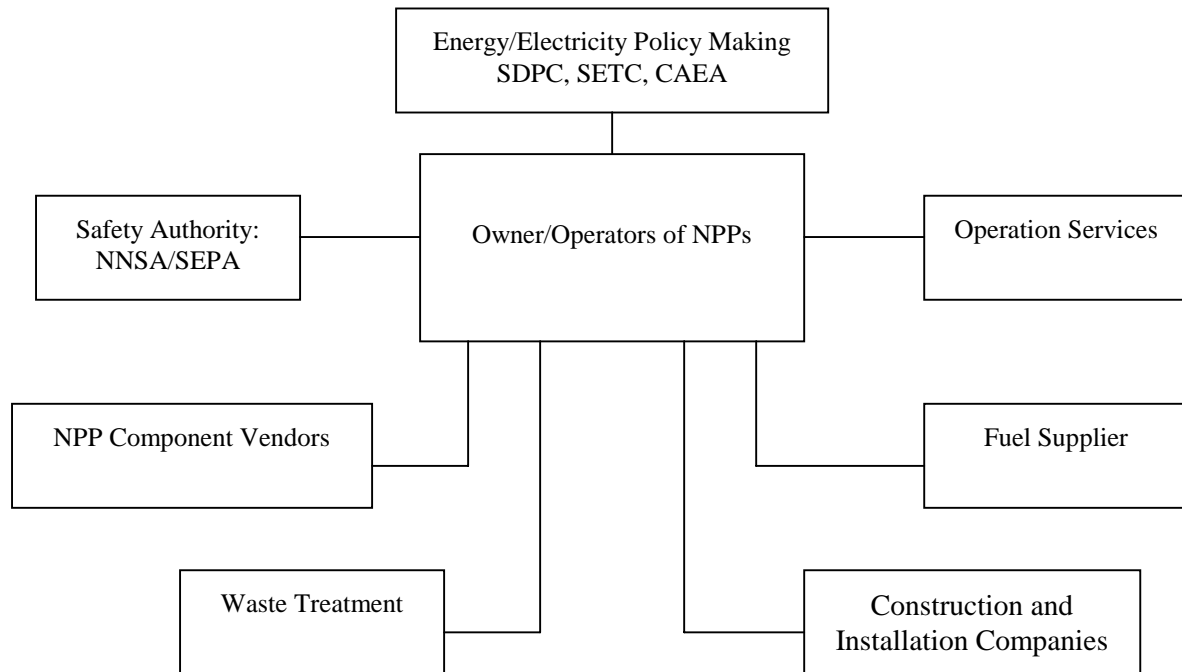 Energy/Electricity Policy Making
SDPC, SETC, CAEA
Safety Authority:
NNSA/SEPA
Owner/Operators of NPPs
Operation Services
NPP Component Vendors
Fuel Supplier
Waste Treatment
Construction and
Installation Companies